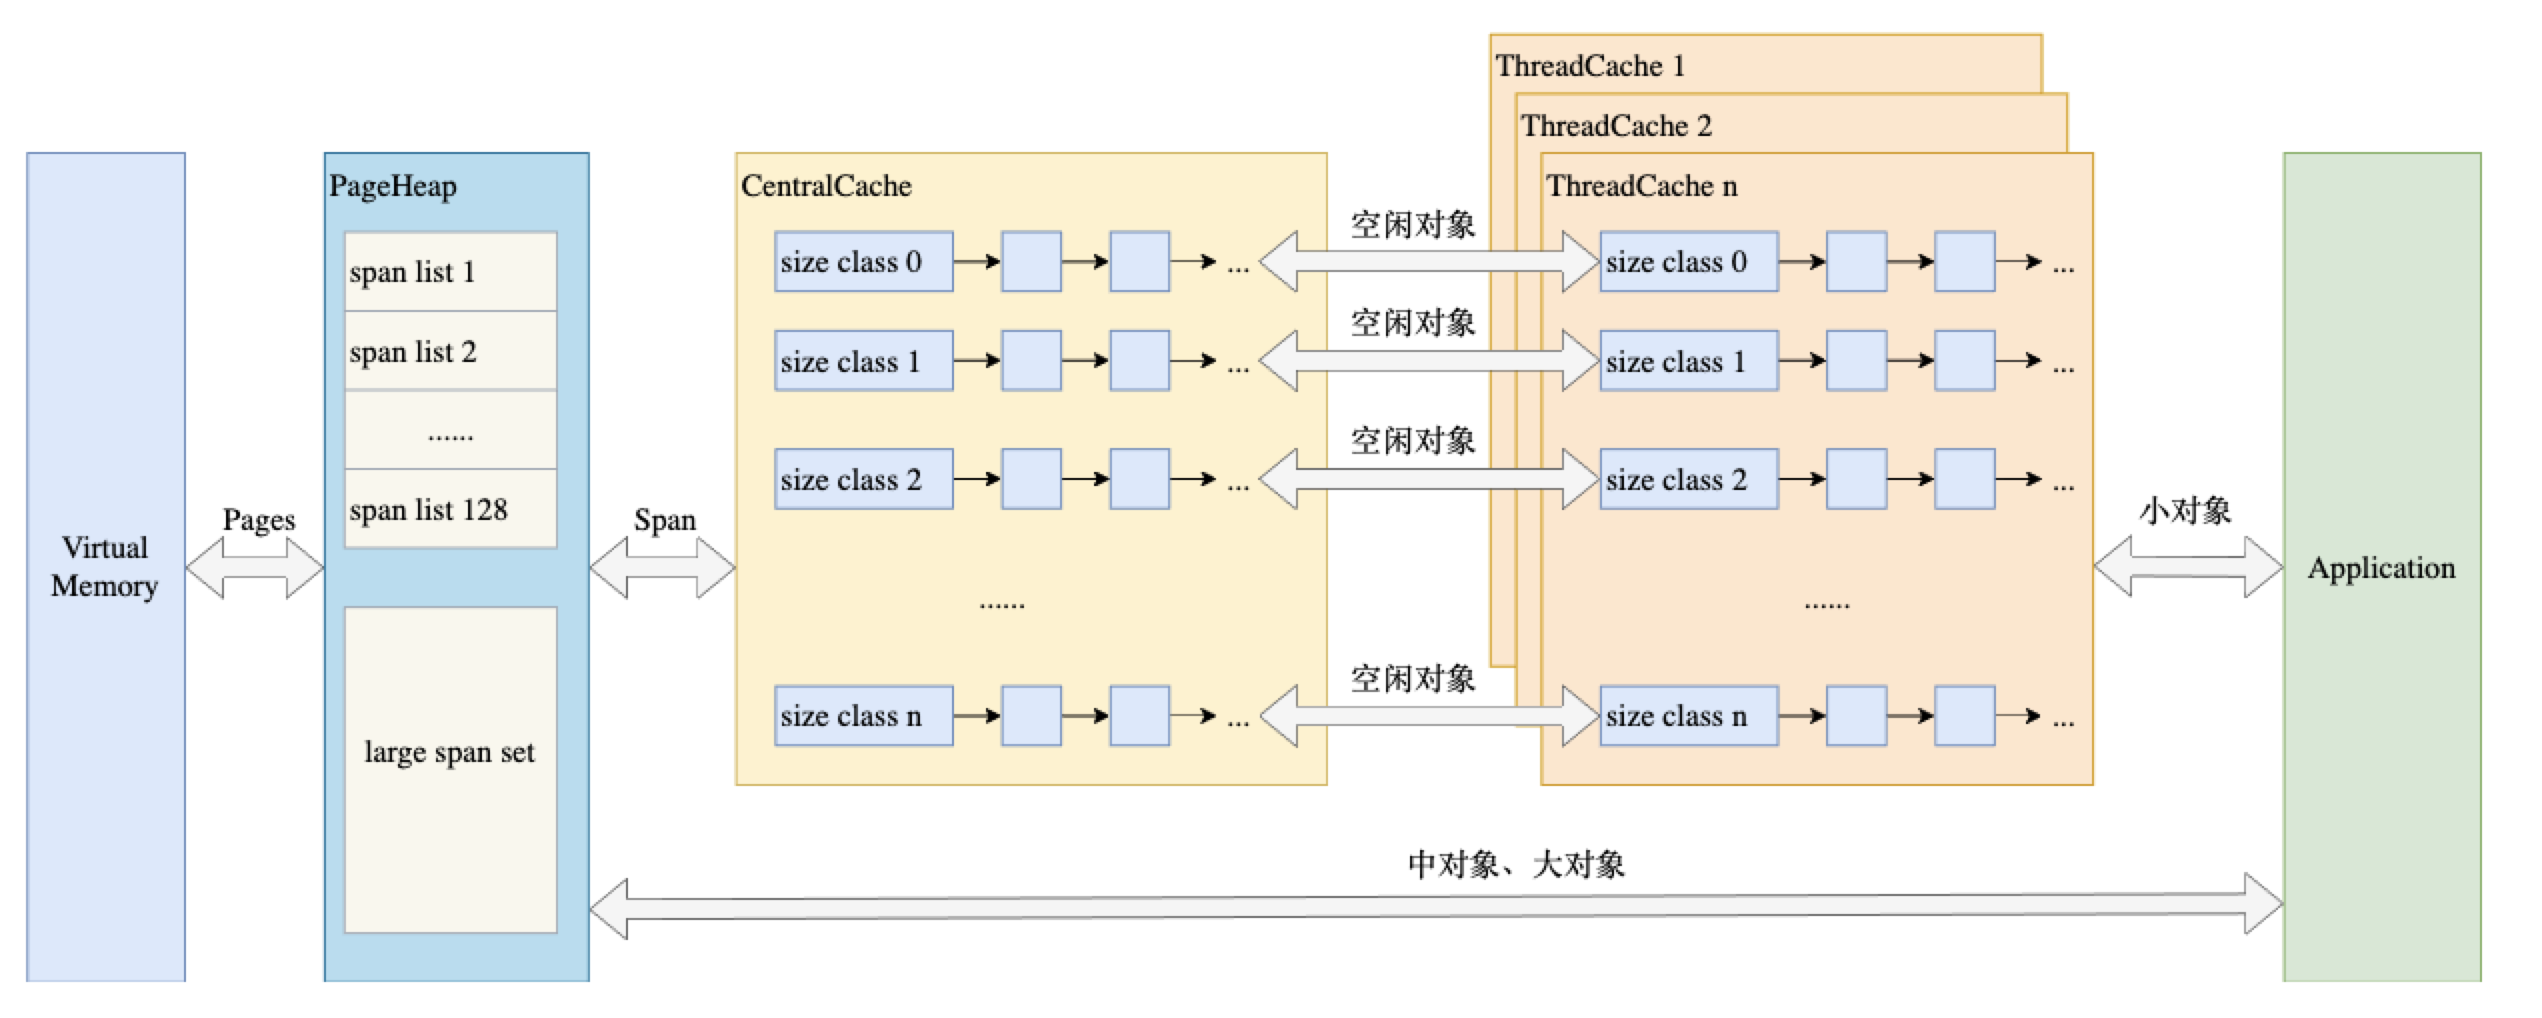 Virtual
Memory
Pages
PageHeap
span list 1
span list 2
......
span list 128
large span set
Span
CentralCache
size class 0
...
size class 1
...
size class 2
...
......
size class n
...
空闲对象
空闲对象
空闲对象
空闲对象
ThreadCache 1
ThreadCache 2
ThreadCache n
size class 0
...
size class 1
...
size class 2
...
......
size class n
...
小对象
Application
中对象、大对象